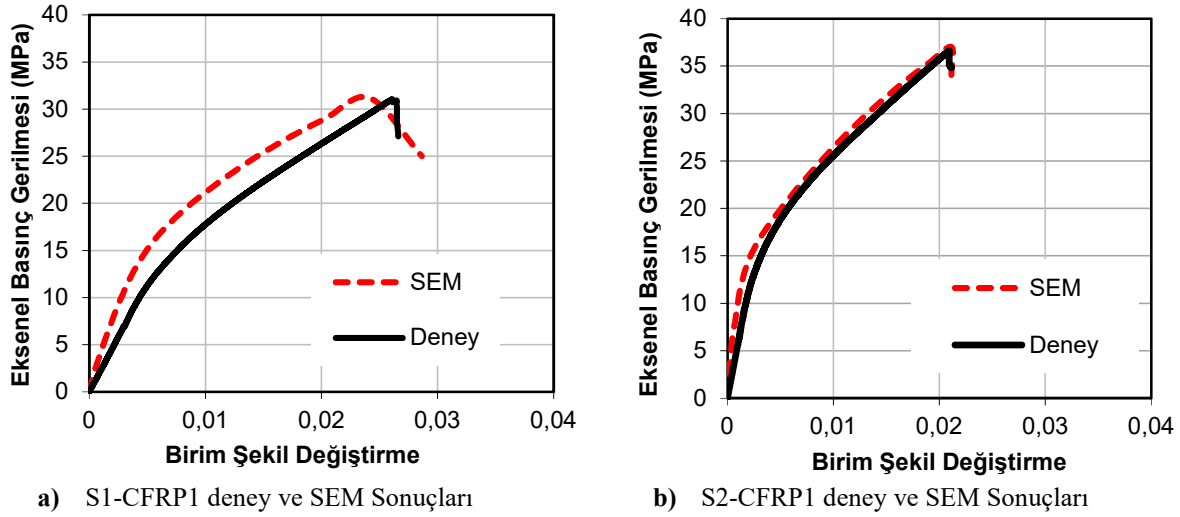 Eksenel Basınç Gerilmesi (MPa)
40
35
30
25
20
15
10
5
0
SEM
Deney
0
0,01
0,02
0,03
0,04
Birim Şekil Değiştirme
a) S1-CFRP1 deney ve SEM Sonuçları
Eksenel Basınç Gerilmesi (MPa)
40
35
30
25
20
15
10
5
0
SEM
Deney
0
0,01
0,02
0,03
0,04
Birim Şekil Değiştirme
b) S2-CFRP1 deney ve SEM Sonuçları